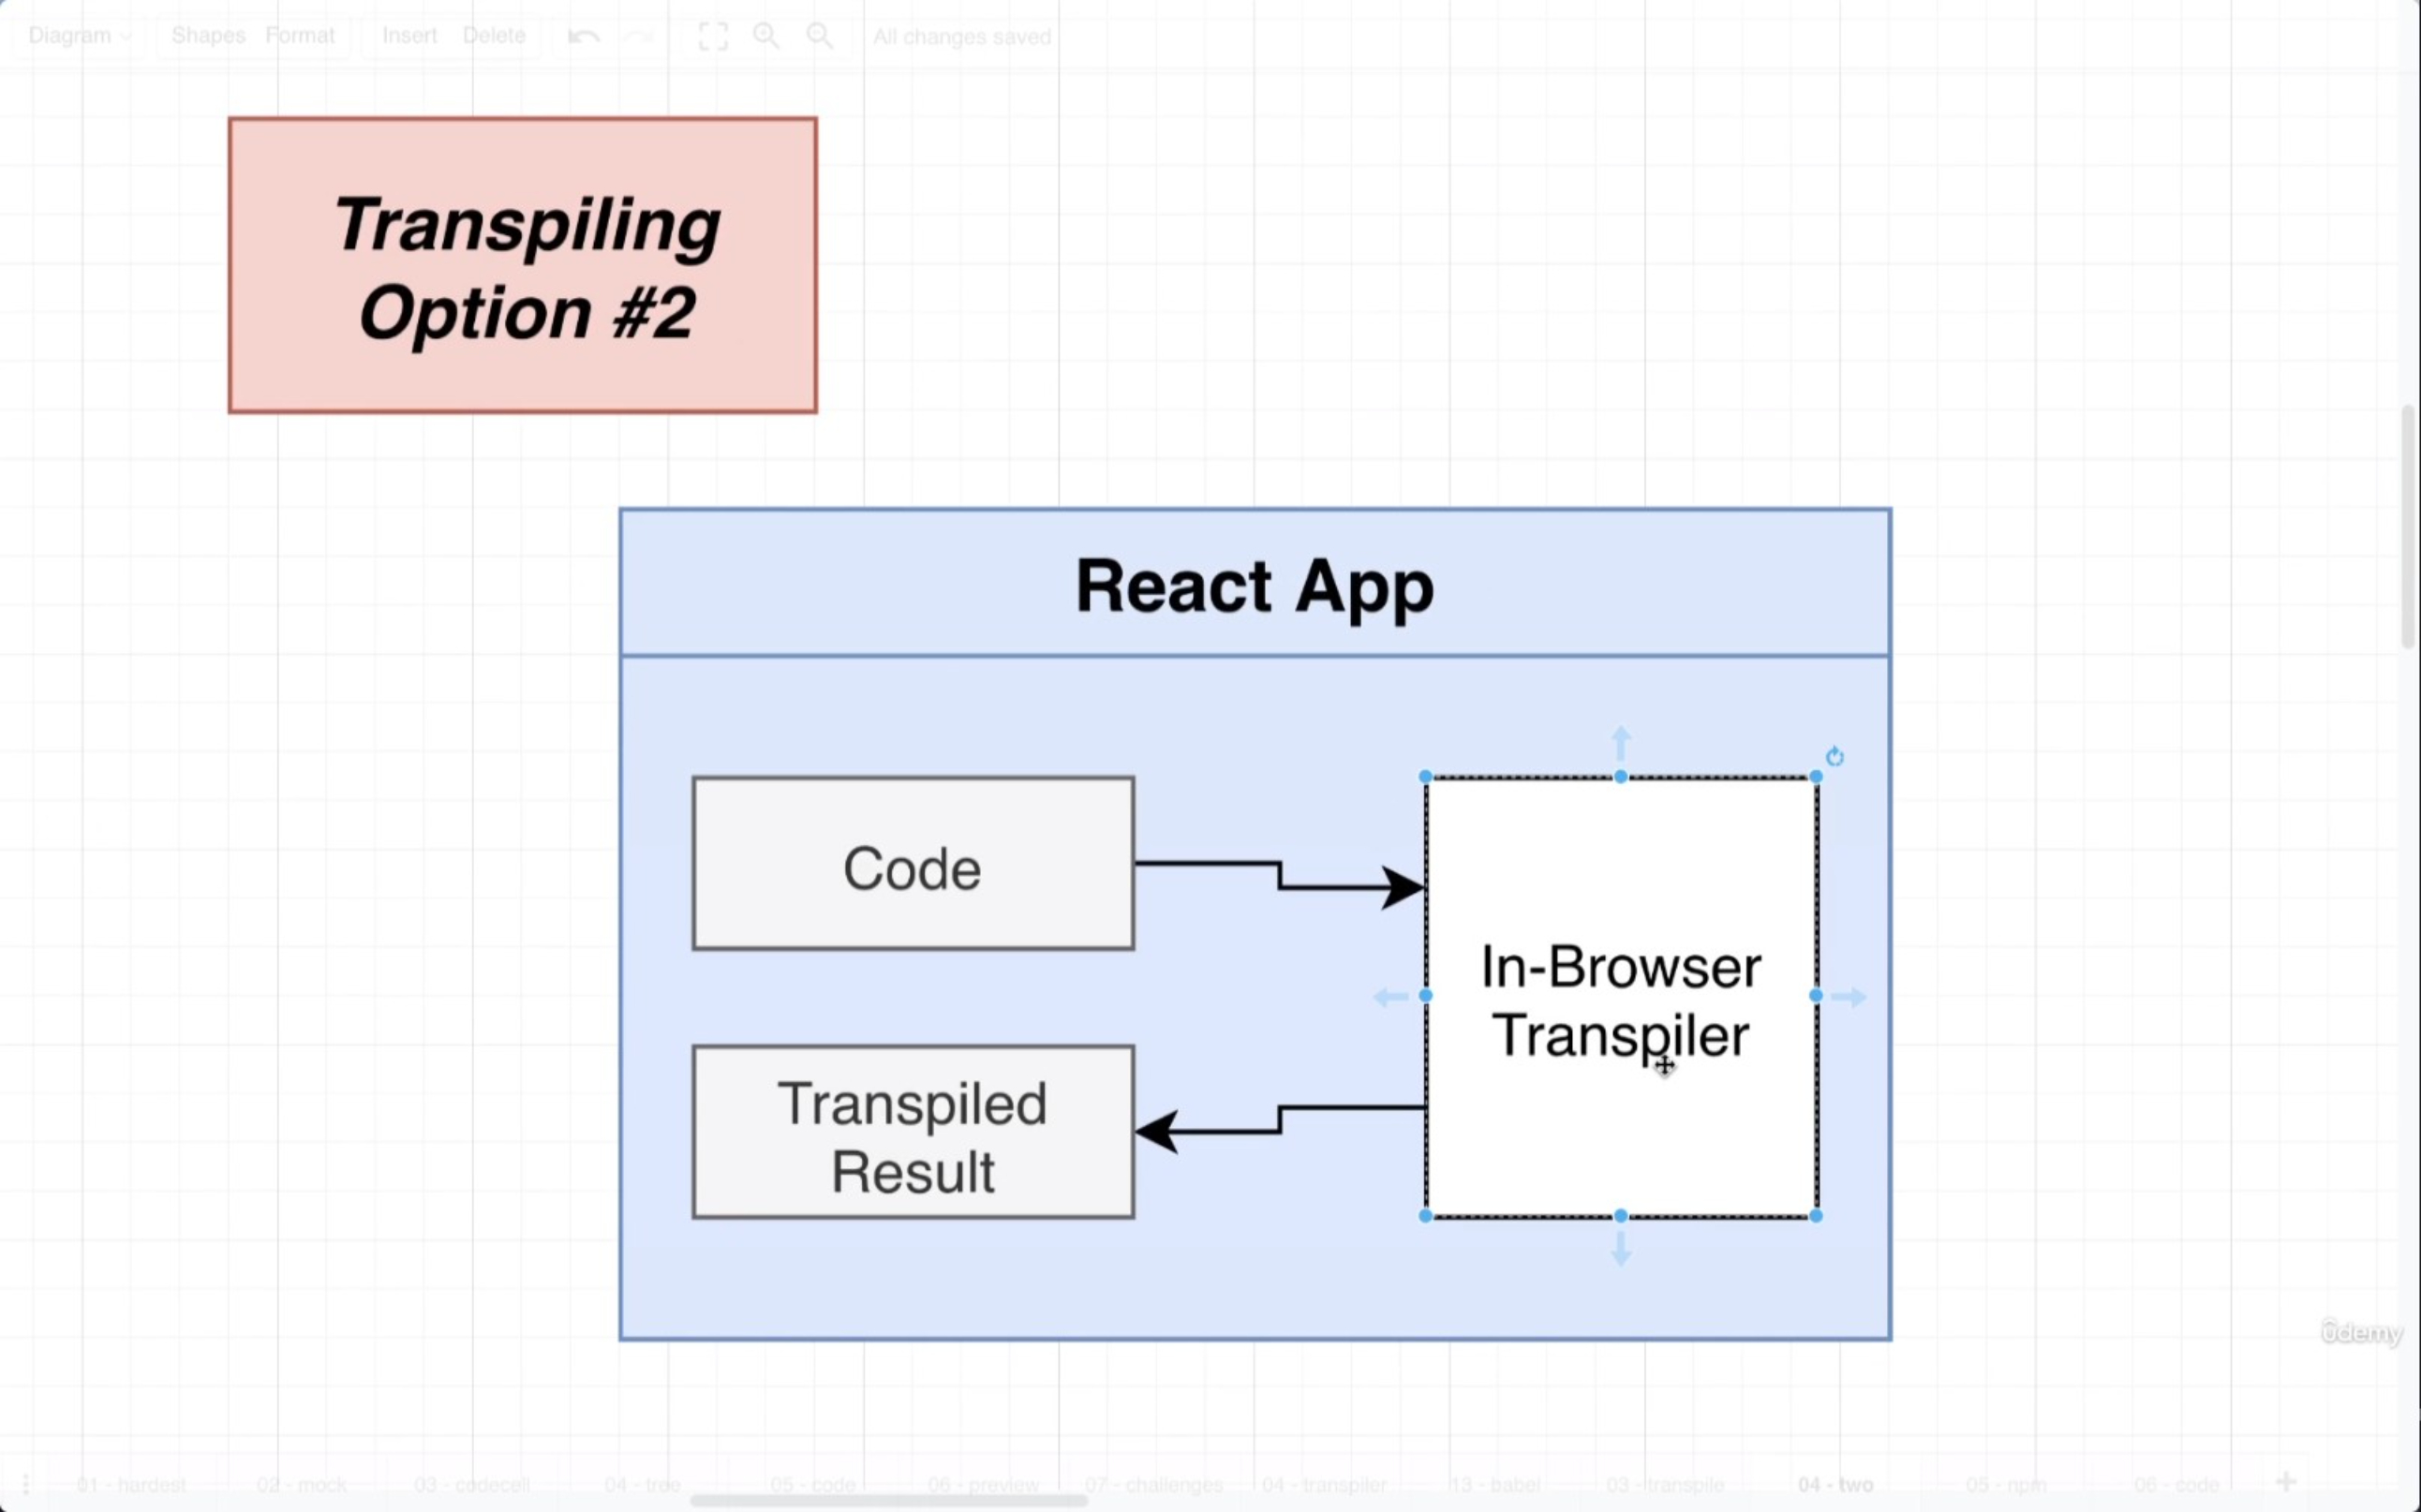 Diagram
Shapes
Format
Insert
Delete
All changes saved
Transpiling
Option #2
React App
Code
In-Browser
Transpiler
Transpiled
Result
ûdemy
01 - hardest
02 - mock
03 - codecell
04 - tree
05 - code
06 - preview
07 - challenges
04 - transpiler
13 - babel
03 - transpile
04 - two
05 - npm
06 - code